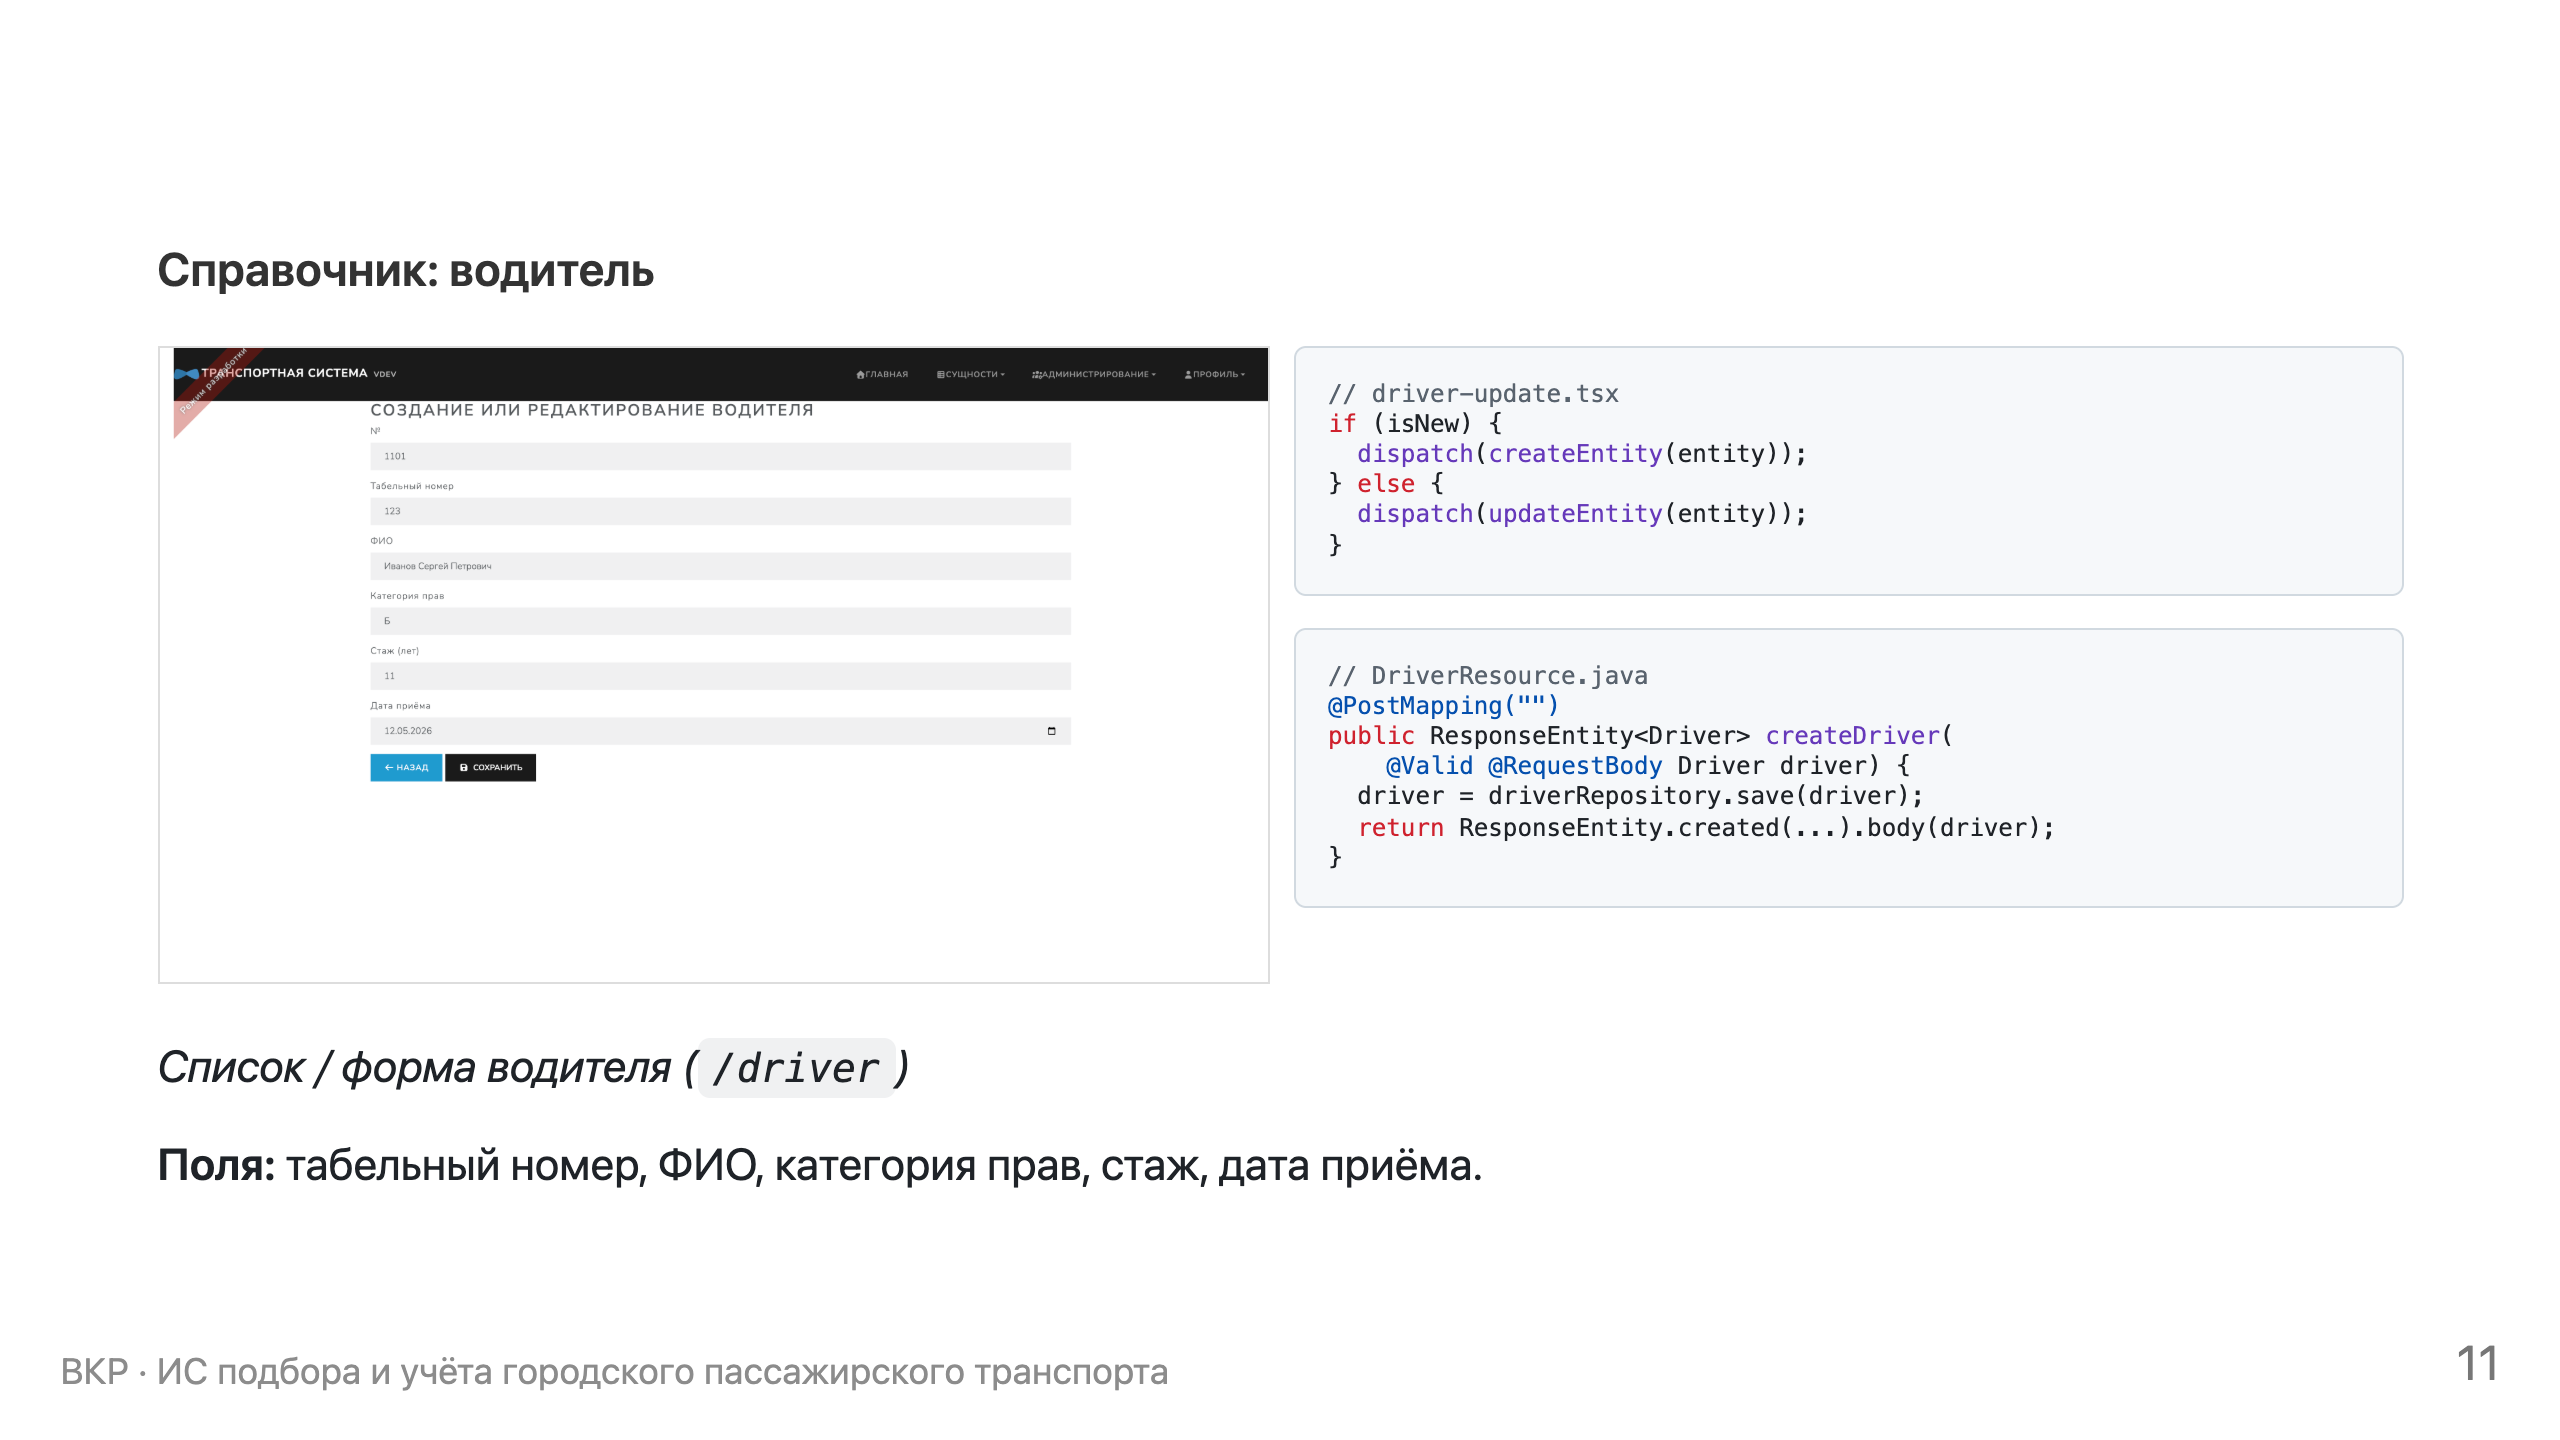 Справочник: водитель
Режим разработки
ТРАНСПОРТНАЯ СИСТЕМА VDEV
ГЛАВНАЯ
СУЩНОСТИ
АДМИНИСТРИРОВАНИЕ
ПРОФИЛЬ
СОЗДАНИЕ ИЛИ РЕДАКТИРОВАНИЕ ВОДИТЕЛЯ
№
1101
Табельный номер
123
ФИО
Иванов Сергей Петрович
Категория прав
Б
Стаж (лет)
11
Дата приёма
12.05.2026
← НАЗАД
СОХРАНИТЬ
// driver-update.tsx
if (isNew) {
  dispatch(createEntity(entity));
} else {
  dispatch(updateEntity(entity));
}
// DriverResource.java
@PostMapping("")
public ResponseEntity<Driver> createDriver(
    @Valid @RequestBody Driver driver) {
  driver = driverRepository.save(driver);
  return ResponseEntity.created(...).body(driver);
}
Список / форма водителя ( /driver )
Поля: табельный номер, ФИО, категория прав, стаж, дата приёма.
ВКР · ИС подбора и учёта городского пассажирского транспорта
11